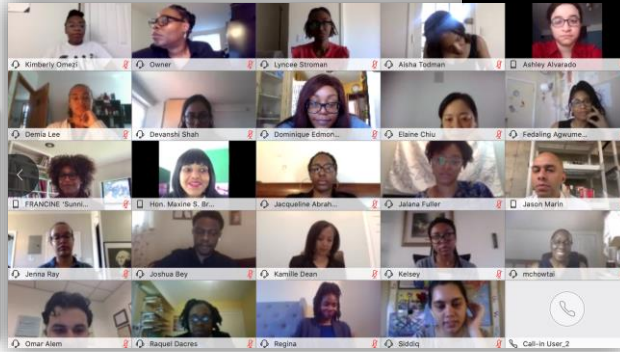 Kimberly Omezi
Owner
Lyncee Stroman
Aisha Todman
Ashley Alvarado
Demia Lee
Devanshi Shah
Dominique Edmon...
Elaine Chiu
Fedaling Agwume...
FRANCINE 'Sunni...
Hon. Maxine S. Br...
Jacqueline Abrah...
Jalana Fuller
Jason Marin
Jenna Ray
Joshua Bey
Kamille Dean
Kelsey
mchowtai
Omar Alem
Raquel Dacres
Regina
Siddiq
Call-in User_2